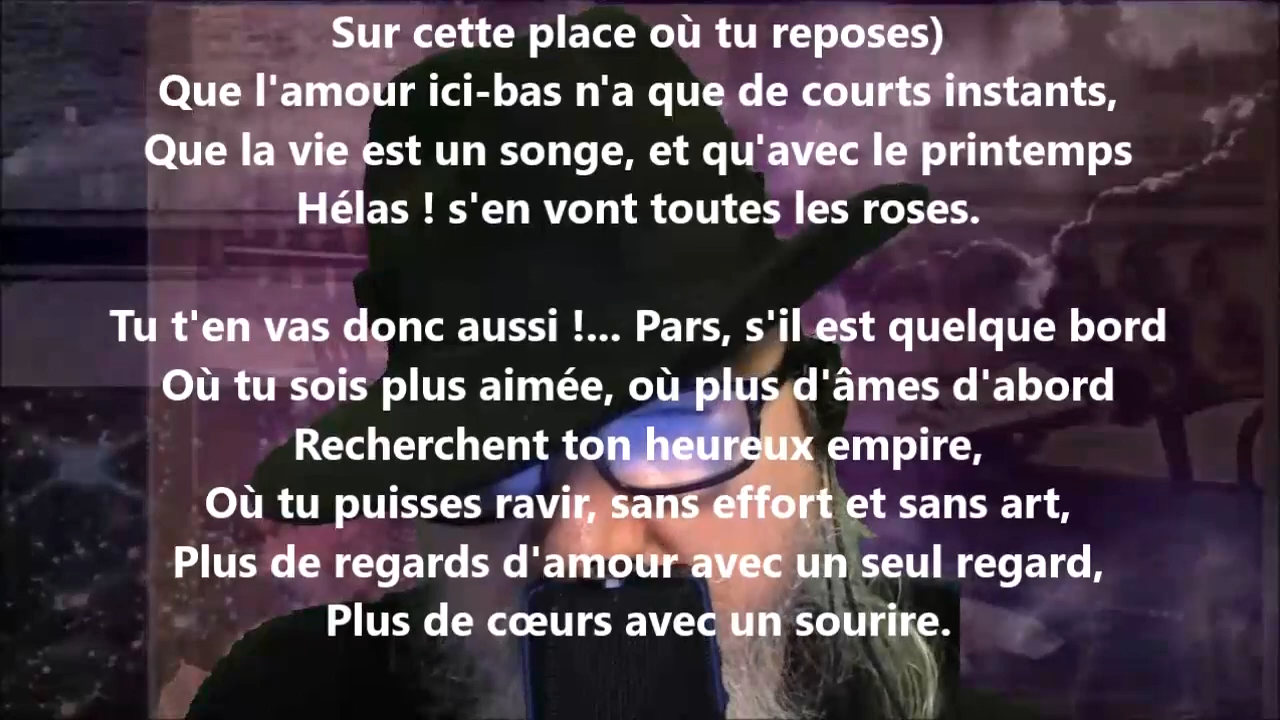 Sur cette place où tu reposes)
Que l'amour ici-bas n'a que de courts instants,
Que la vie est un songe, et qu'avec le printemps
Hélas ! s'en vont toutes les roses.
Tu t'en vas donc aussi !... Pars, s'il est quelque bord
Où tu sois plus aimée, où plus d'âmes d'abord
Recherchent ton heureux empire,
Où tu puisses ravir, sans effort et sans art,
Plus de regards d'amour avec un seul regard,
Plus de cœurs avec un sourire.